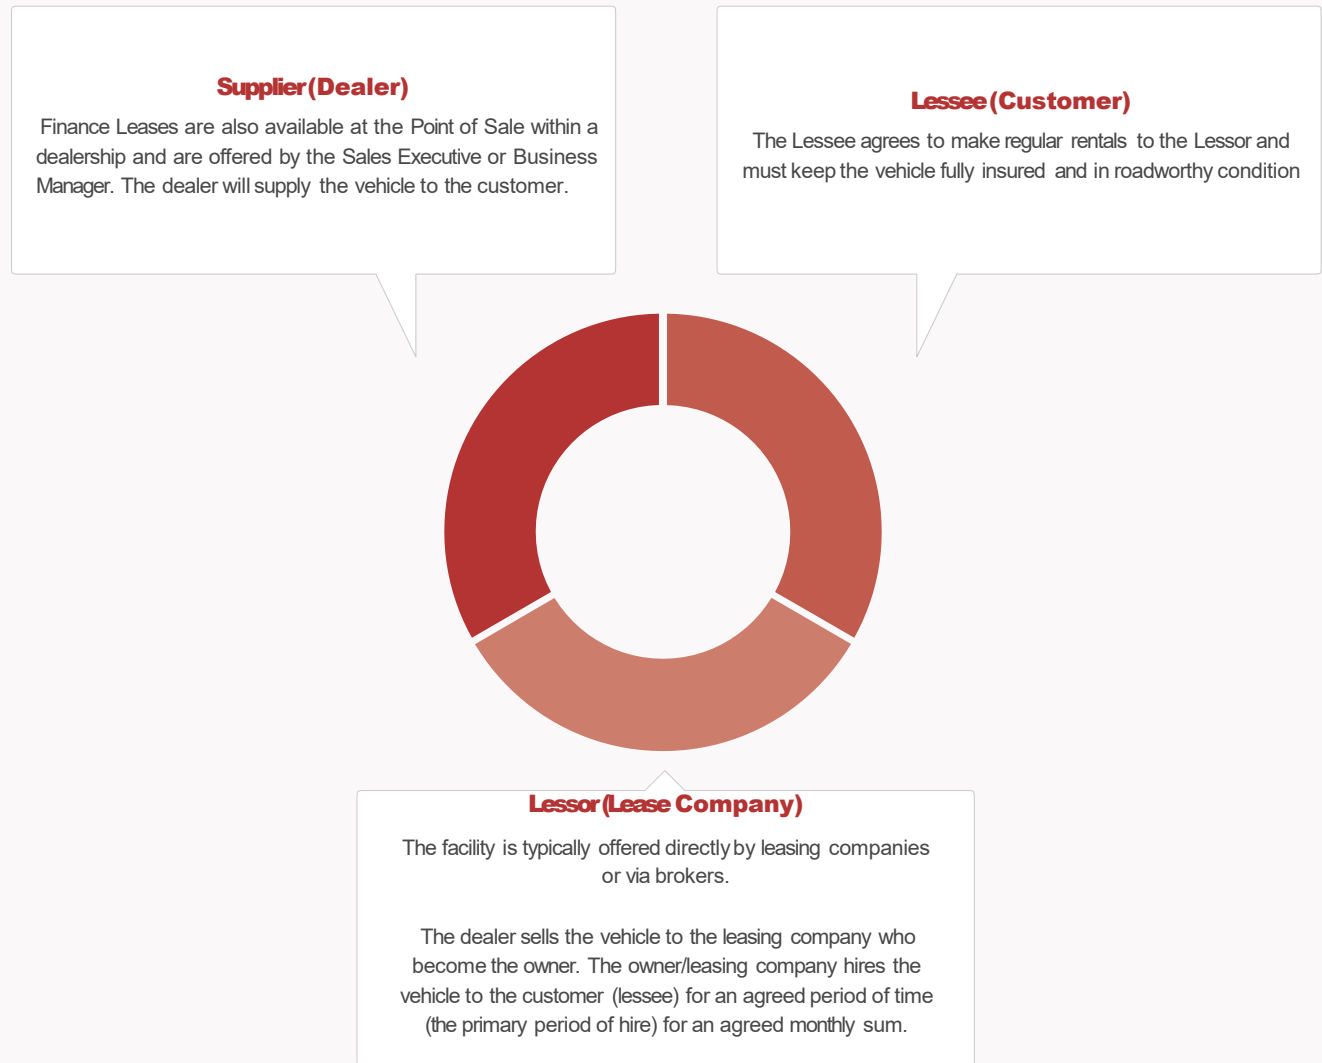 Supplier (Dealer)
Finance Leases are also available at the Point of Sale within a
dealership and are offered by the Sales Executive or Business
Manager. The dealer will supply the vehicle to the customer.
Lessee (Customer)
The Lessee agrees to make regular rentals to the Lessor and
must keep the vehicle fully insured and in roadworthy condition
Lessor (Lease Company)
The facility is typically offered directly by leasing companies
or via brokers.
The dealer sells the vehicle to the leasing company who
become the owner. The owner/leasing company hires the
vehicle to the customer (lessee) for an agreed period of time
(the primary period of hire) for an agreed monthly sum.